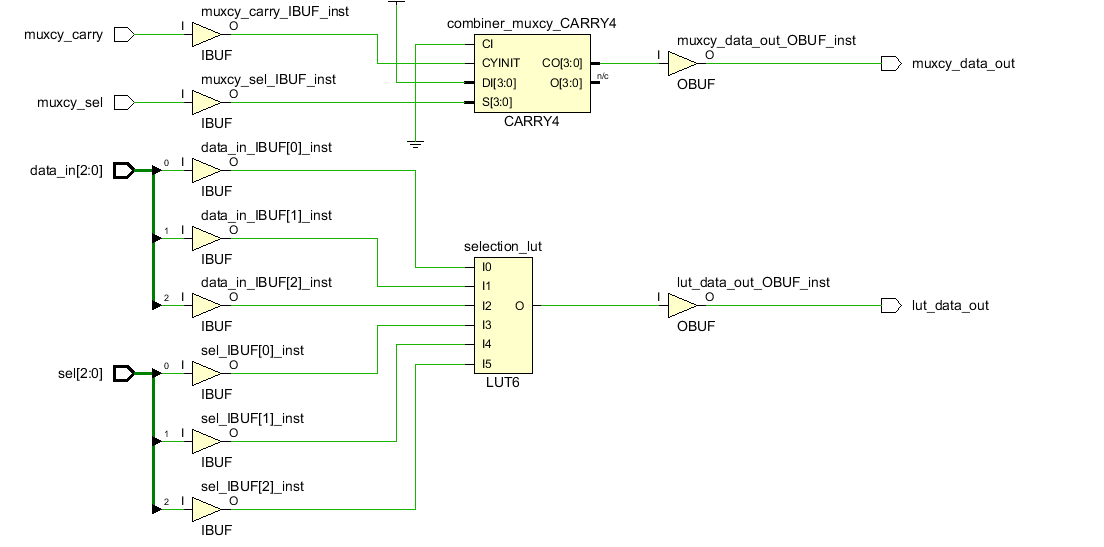 muxcy_carry_IBUF_inst
muxcy_carry
I
O
IBUF
muxcy_sel_IBUF_inst
muxcy_sel
I
O
IBUF
combiner_muxcy_CARRY4
CI
CYINIT
CO[3:0]
DI[3:0]
O[3:0]
n/c
S[3:0]
CARRY4
muxcy_data_out_OBUF_inst
I
O
muxcy_data_out
OBUF
data_in_IBUF[0]_inst
data_in[2:0]
0
I
O
IBUF
data_in_IBUF[1]_inst
1
I
O
IBUF
data_in_IBUF[2]_inst
2
I
O
IBUF
selection_lut
I0
I1
I2
O
I3
I4
I5
LUT6
lut_data_out_OBUF_inst
I
O
lut_data_out
OBUF
sel_IBUF[0]_inst
sel[2:0]
0
I
O
IBUF
sel_IBUF[1]_inst
1
I
O
IBUF
sel_IBUF[2]_inst
2
I
O
IBUF